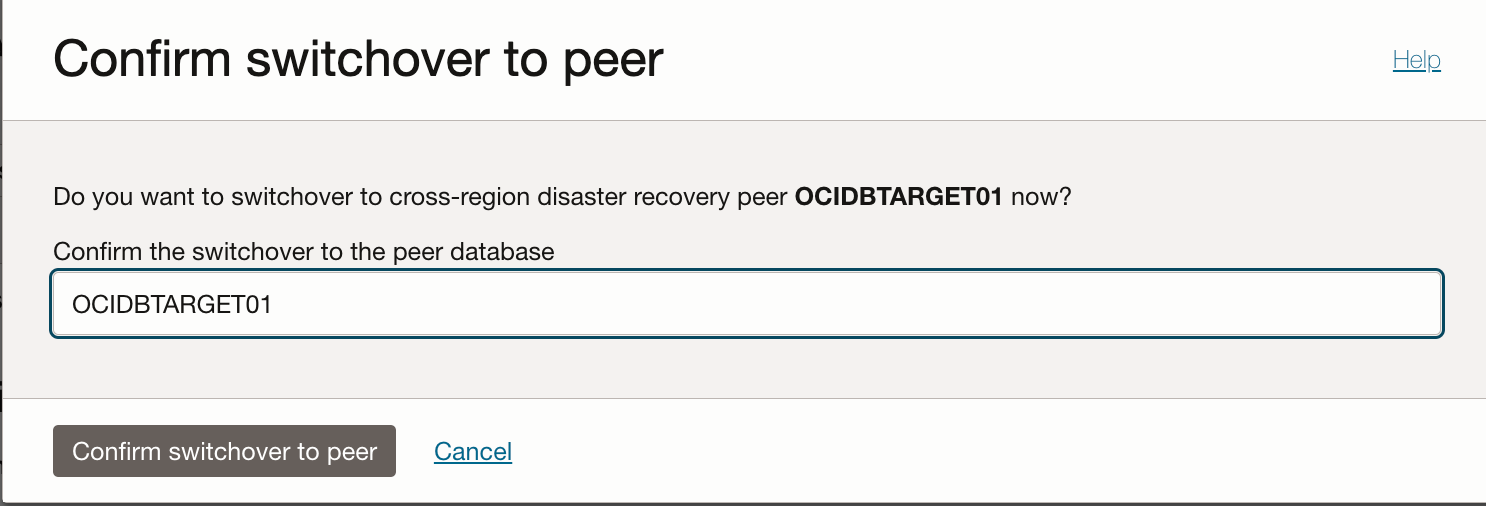 Confirm switchover to peer
Help
Do you want to switchover to cross-region disaster recovery peer OCIDBTARGET01 now?
Confirm the switchover to the peer database
OCIDBTARGET01
Confirm switchover to peer
Cancel